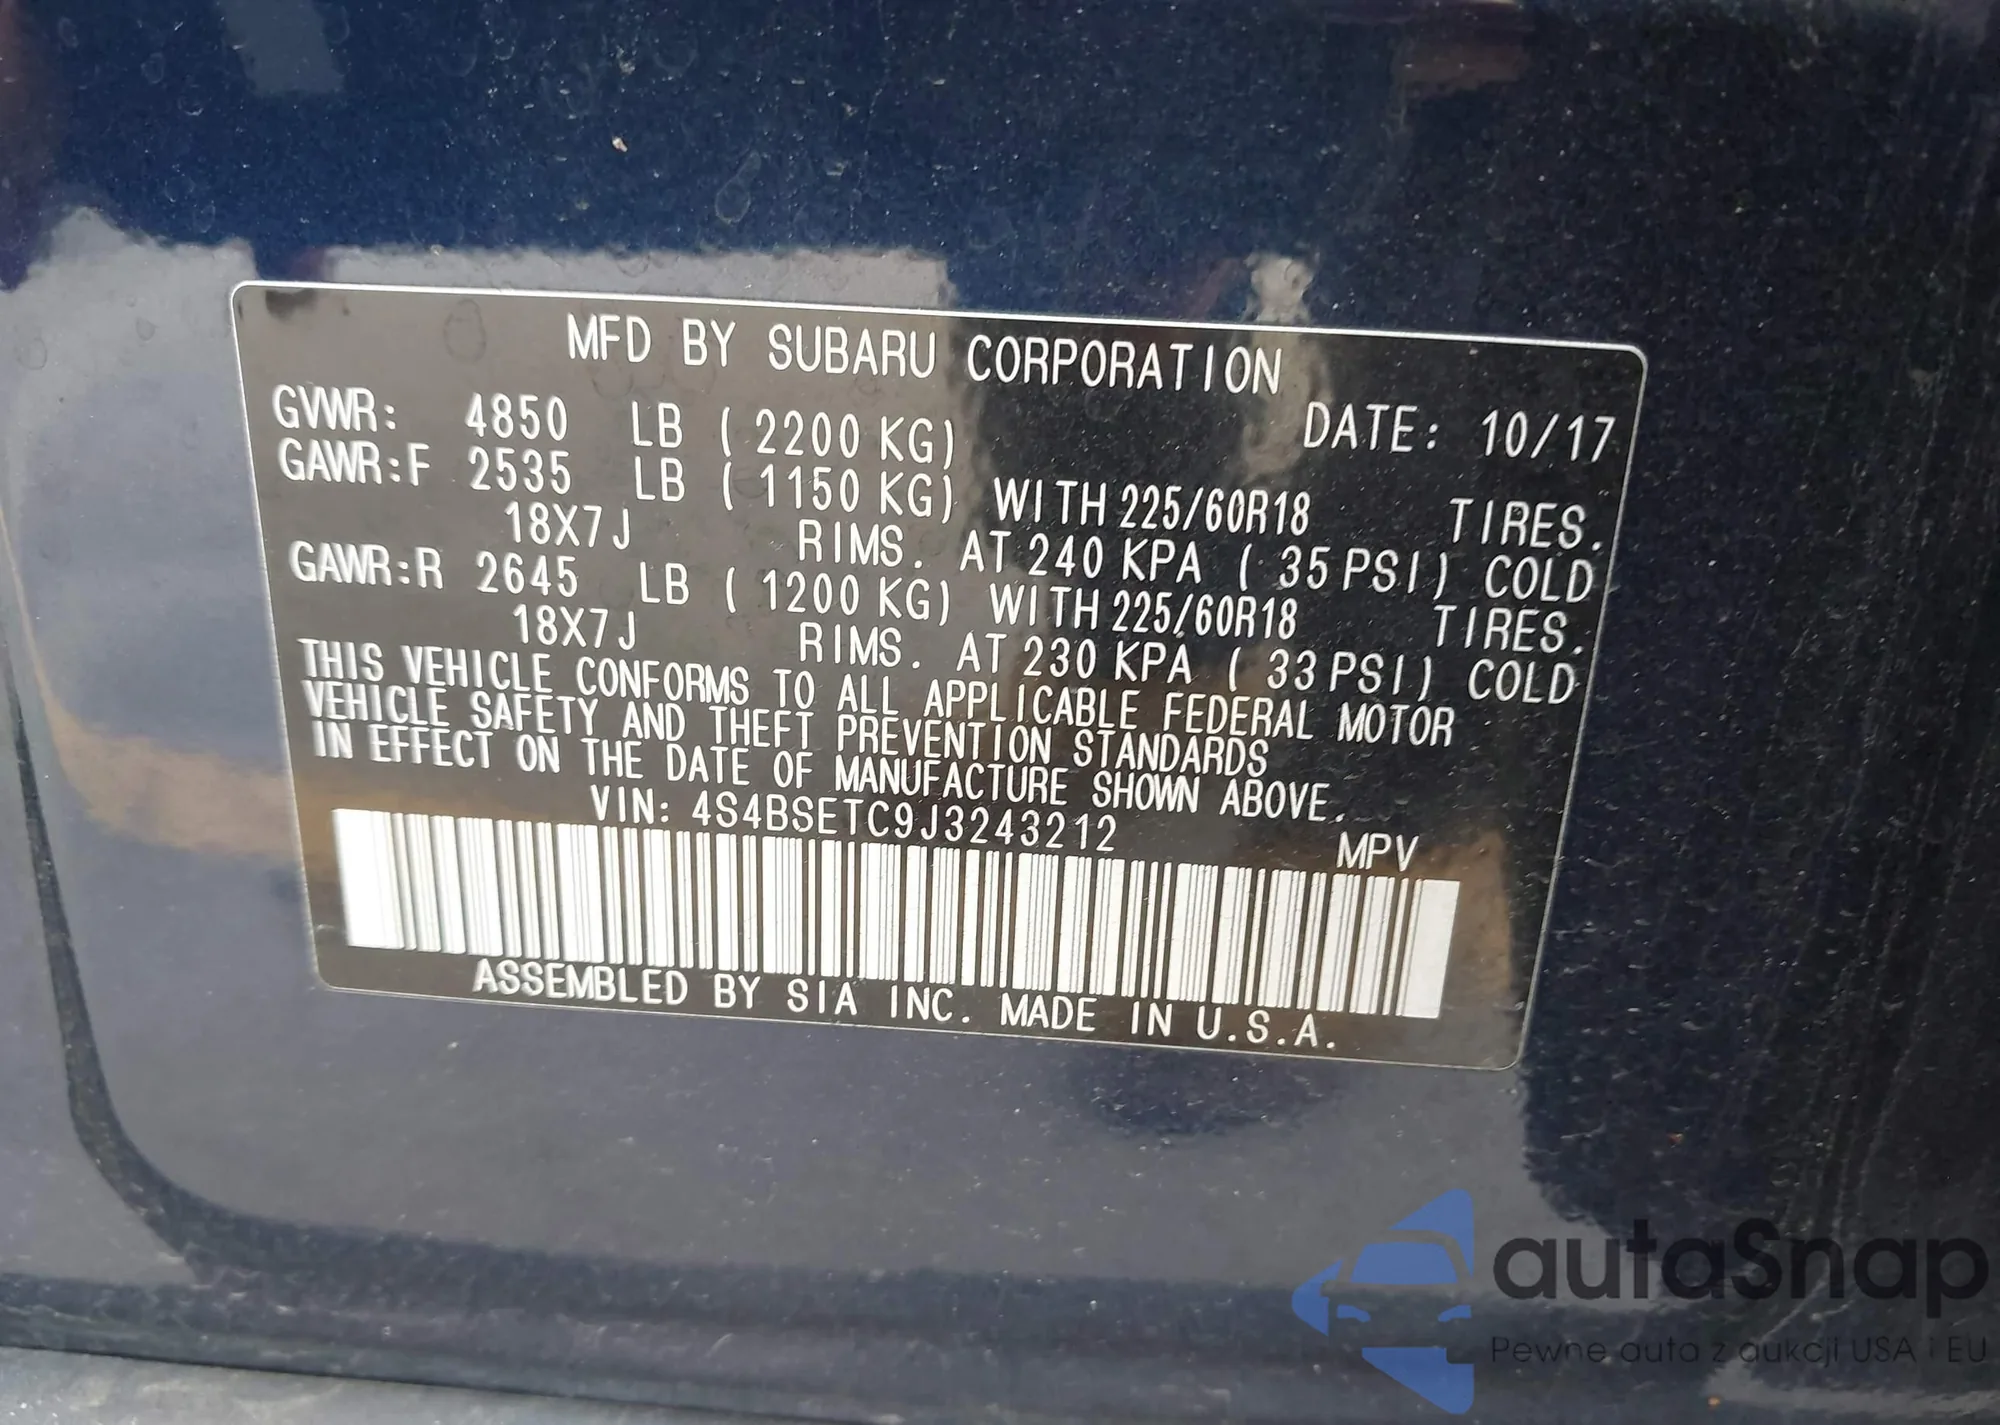 MFD BY SUBARU CORPORATION
GVWR: 4850 LB ( 2200 KG) DATE: 10/17
GAWR:F 2535 LB ( 1150 KG) WITH 225/60R18 TIRES.
18X7J RIMS. AT 240 KPA ( 35 PSI) COLD
GAWR:R 2645 LB ( 1200 KG) WITH 225/60R18 TIRES.
18X7J RIMS. AT 230 KPA ( 33 PSI) COLD
THIS VEHICLE CONFORMS TO ALL APPLICABLE FEDERAL MOTOR
VEHICLE SAFETY AND THEFT PREVENTION STANDARDS
IN EFFECT ON THE DATE OF MANUFACTURE SHOWN ABOVE.
VIN: 4S4BSETC9J3243212 MPV
ASSEMBLED BY SIA INC. MADE IN U.S.A.
autaSnap
Pewne auta z aukcji USA i EU